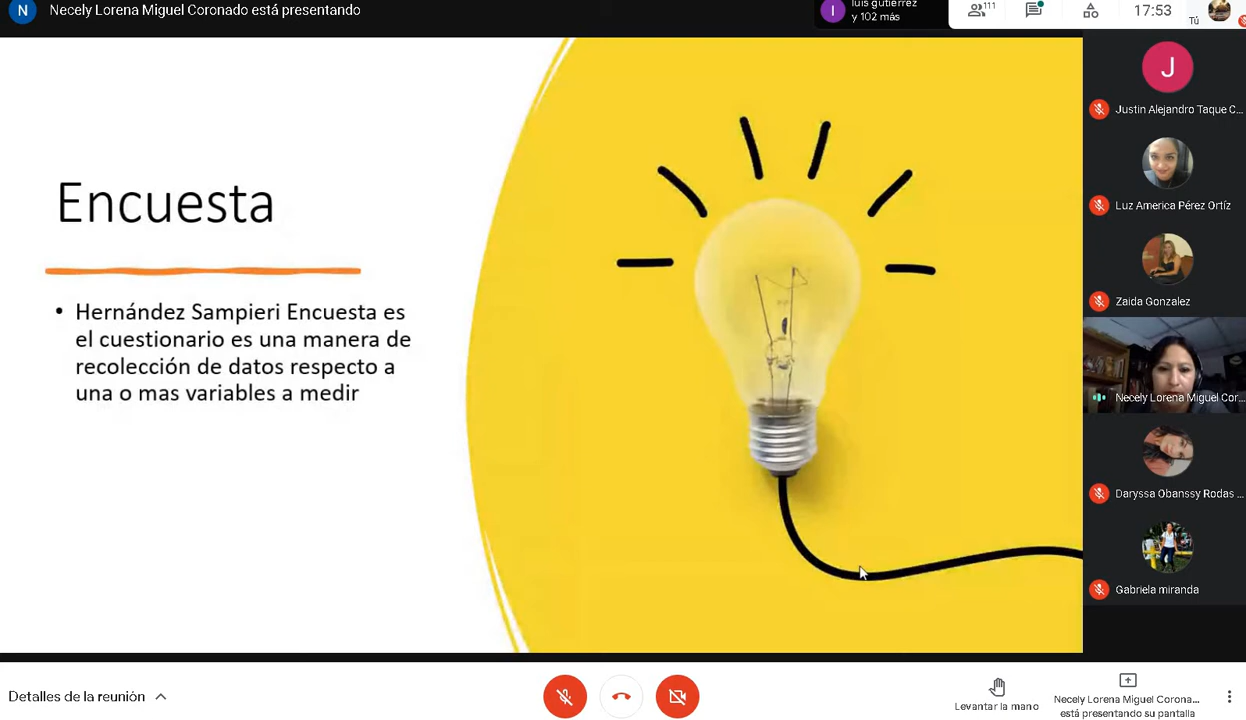 N
Necely Lorena Miguel Coronado está presentando
l
luis gutierrez
y 102 más
111
17:53
Tú
Encuesta
• Hernández Sampieri Encuesta es
el cuestionario es una manera de
recolección de datos respecto a
una o mas variables a medir
J
Justin Alejandro Taque C...
Luz America Pérez Ortíz
Zaida Gonzalez
Necely Lorena Miguel Cor...
Daryssa Obanssy Rodas ...
Gabriela miranda
Detalles de la reunión
Levantar la mano
Necely Lorena Miguel Corona...
está presentando su pantalla